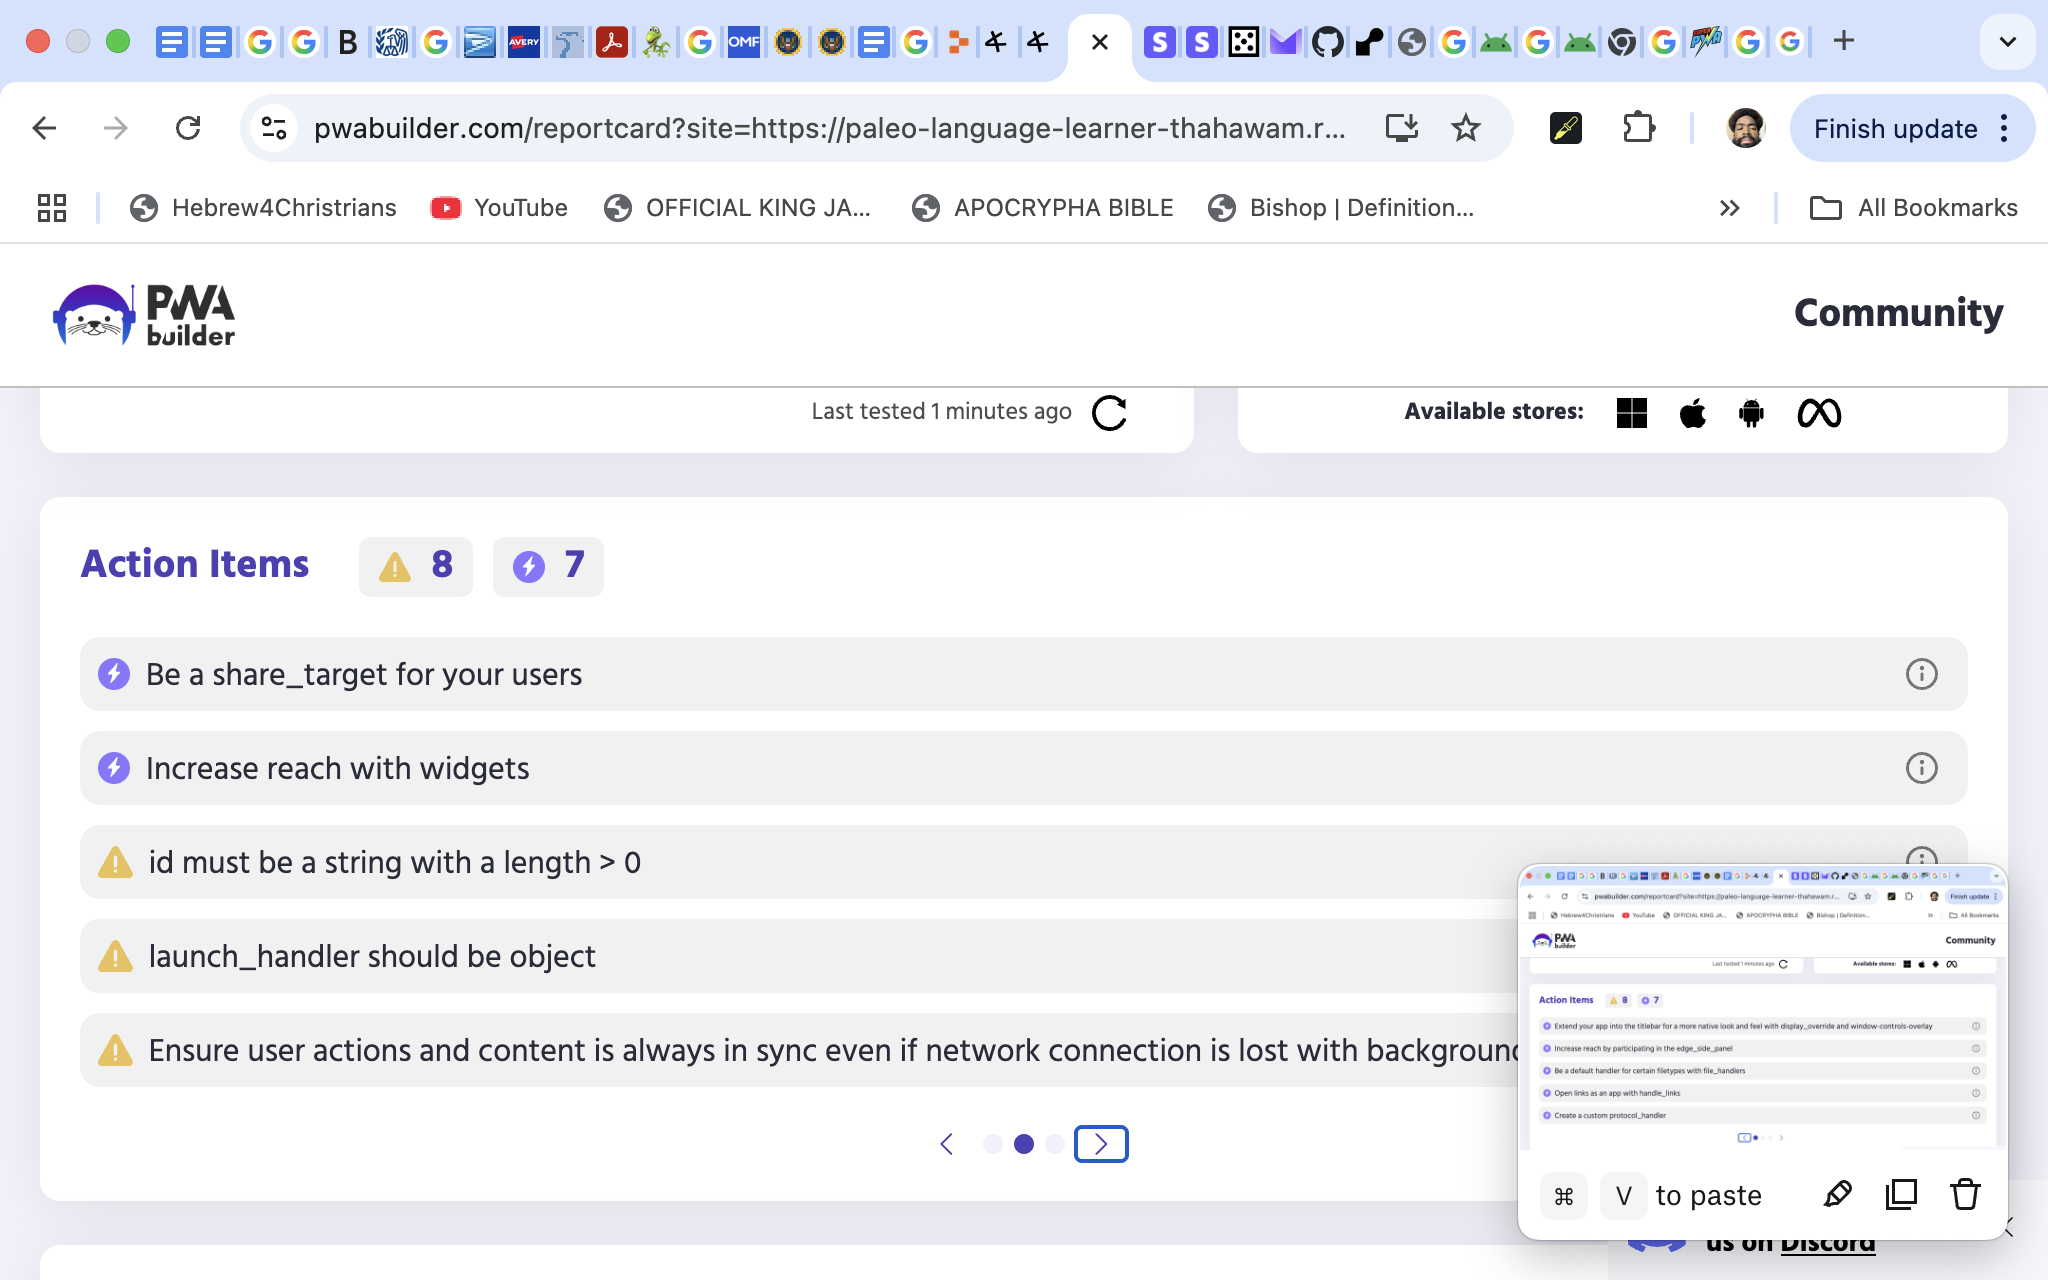 B
AVERY
OMF
S
S
pwabuilder.com/reportcard?site=https://paleo-language-learner-thahawam.r...
Finish update
Hebrew4Christrians
YouTube
OFFICIAL KING JA...
APOCRYPHA BIBLE
Bishop | Definition...
All Bookmarks
PWA
builder
Community
Last tested 1 minutes ago
Available stores:
Action Items
8
7
Be a share_target for your users
Increase reach with widgets
id must be a string with a length > 0
launch_handler should be object
Ensure user actions and content is always in sync even if network connection is lost with background
pwabuilder.com/reportcard?site=https://paleo-language-learner-thahawam.r...
Finish update
Hebrew4Christrians
YouTube
OFFICIAL KING JA...
APOCRYPHA BIBLE
Bishop | Definition...
All Bookmarks
PWA
builder
Community
Last tested 1 minutes ago
Available stores:
Action Items
8
7
Extend your app into the titlebar for a more native look and feel with display_override and window-controls-overlay
Increase reach by participating in the edge_side_panel
Be a default handler for certain filetypes with file_handlers
Open links as an app with handle_links
Create a custom protocol_handler
⌘ V to paste
us on Discord